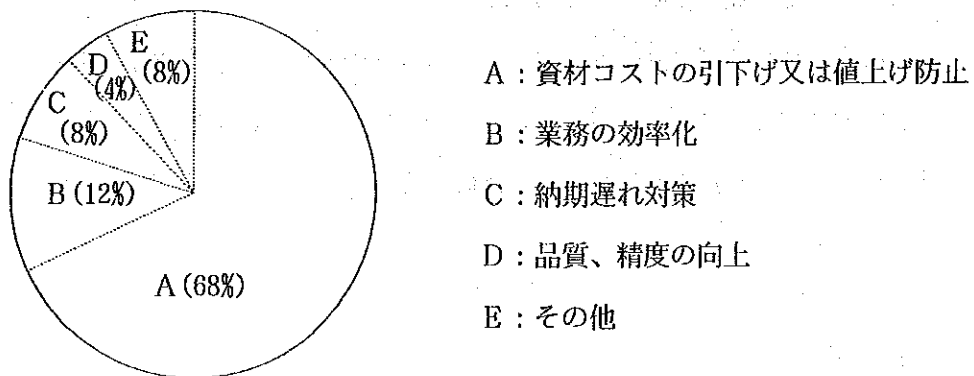 E
(8%)
D
(4%)
C
(8%)
B (12%)
A (68%)
A：資材コストの引下げ又は値上げ防止
B：業務の効率化
C：納期遅れ対策
D：品質、精度の向上
E：その他